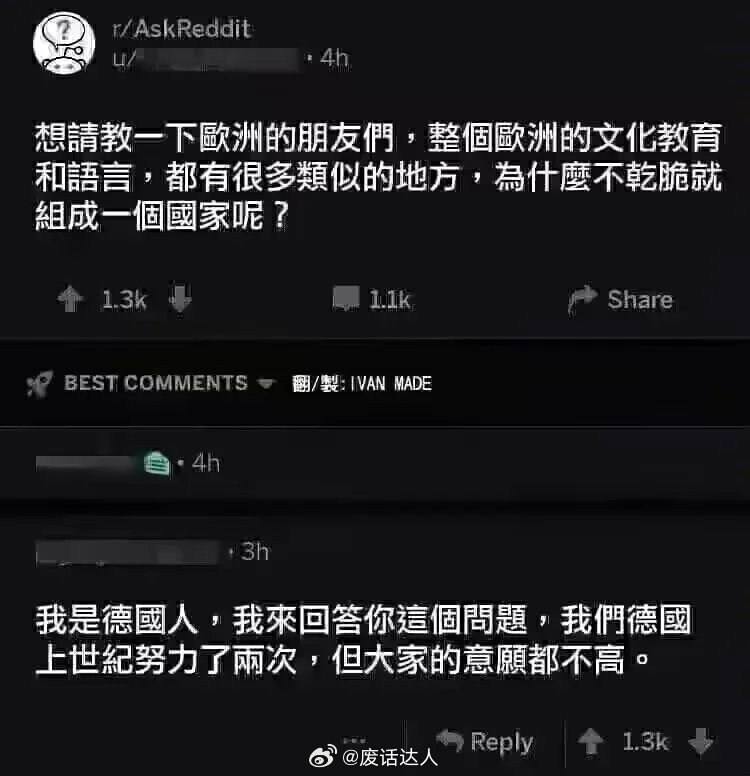 r/AskReddit
u/ • 4h
想請教一下歐洲的朋友們，整個歐洲的文化教育
和語言，都有很多類似的地方，為什麼不乾脆就
組成一個國家呢？
1.3k 1.1k Share
BEST COMMENTS 翻/製:IVAN MADE
• 4h
• 3h
我是德國人，我來回答你這個問題，我們德國
上世紀努力了兩次，但大家的意願都不高。
... Reply 1.3k
@废话达人